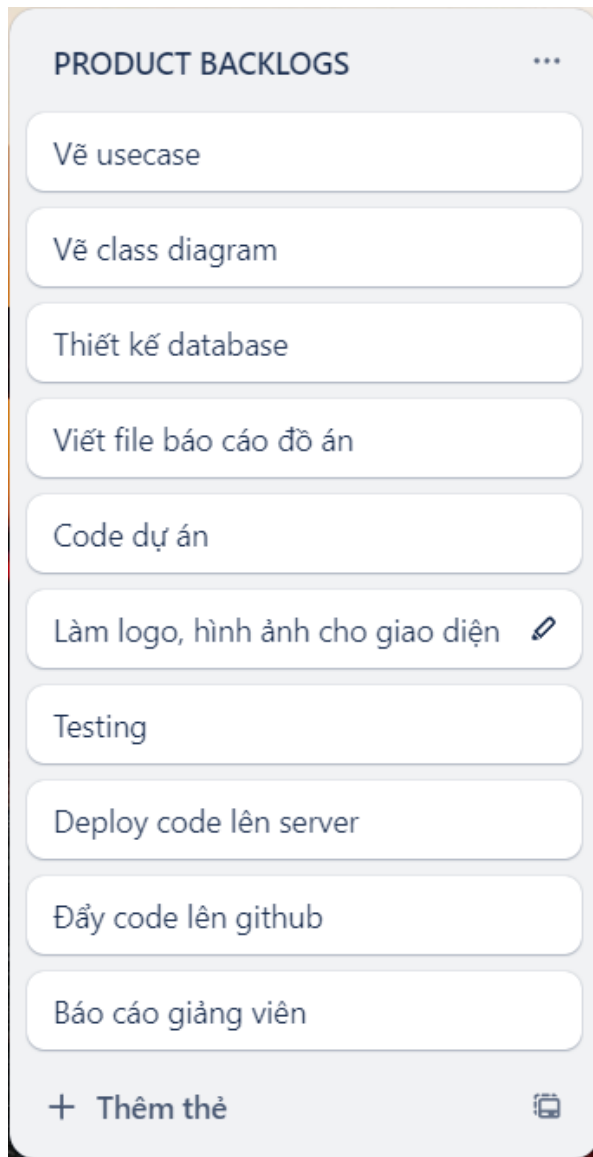 PRODUCT BACKLOGS
Vẽ usecase
Vẽ class diagram
Thiết kế database
Viết file báo cáo đồ án
Code dự án
Làm logo, hình ảnh cho giao diện
Testing
Deploy code lên server
Đẩy code lên github
Báo cáo giảng viên
+ Thêm thẻ